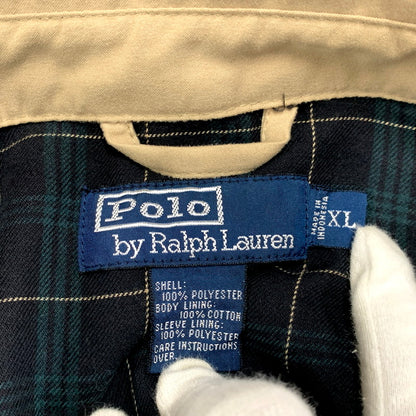 Polo
by Ralph Lauren
MADE IN
INDONESIA
XL
SHELL:
100% POLYESTER
BODY LINING:
100% COTTON
SLEEVE LINING:
100% POLYESTER
CARE INSTRUCTIONS
OVER.